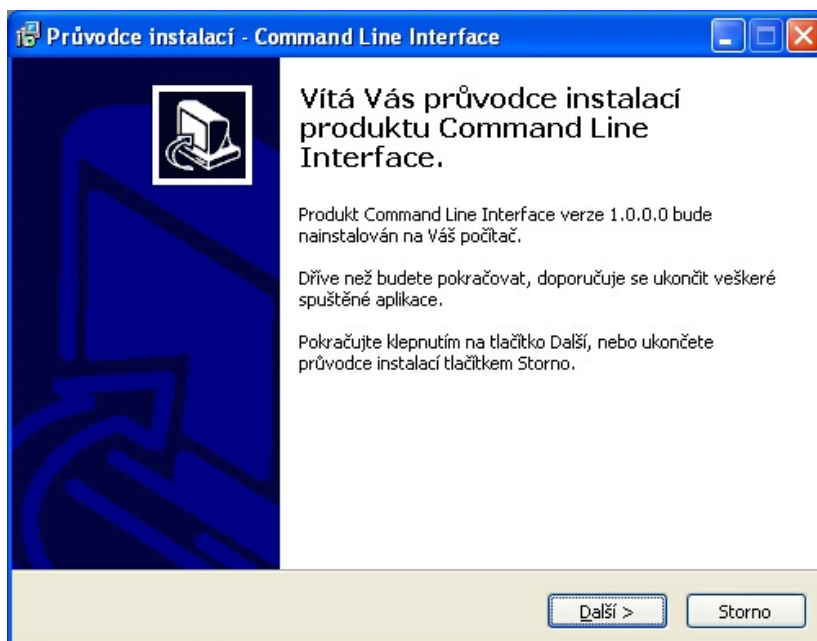 Průvodce instalací - Command Line Interface
Vítá Vás průvodce instalací
produktu Command Line
Interface.
Produkt Command Line Interface verze 1.0.0.0 bude
nainstalován na Váš počítač.
Dříve než budete pokračovat, doporučuje se ukončit veškeré
spuštěné aplikace.
Pokračujte klepnutím na tlačítko Další, nebo ukončete
průvodce instalací tlačítkem Storno.
Další >
Storno